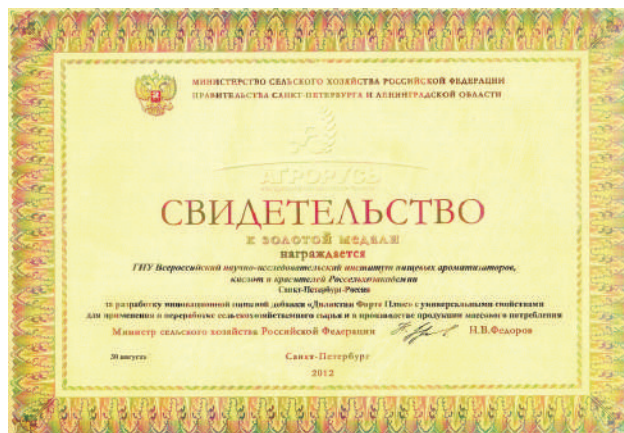 МИНИСТЕРСТВО СЕЛЬСКОГО ХОЗЯЙСТВА РОССИЙСКОЙ ФЕДЕРАЦИИ
ПРАВИТЕЛЬСТВА САНКТ-ПЕТЕРБУРГА И ЛЕНИНГРАДСКОЙ ОБЛАСТИ
АГРОРУСЬ
СВИДЕТЕЛЬСТВО
К ЗОЛОТОЙ МЕДАЛИ
награждается
ГНУ Всероссийский научно-исследовательский институт пищевых ароматизаторов,
кислот и красителей Россельхозакадемии
Санкт-Петербург-Россия
за разработку инновационной пищевой добавки «Дилактин Форте Плюс» с универсальными свойствами
для применения в переработке сельскохозяйственного сырья и в производстве продукции массового потребления
Министр сельского хозяйства Российской Федерации Н.В.Федоров
30 августа Санкт-Петербург
2012